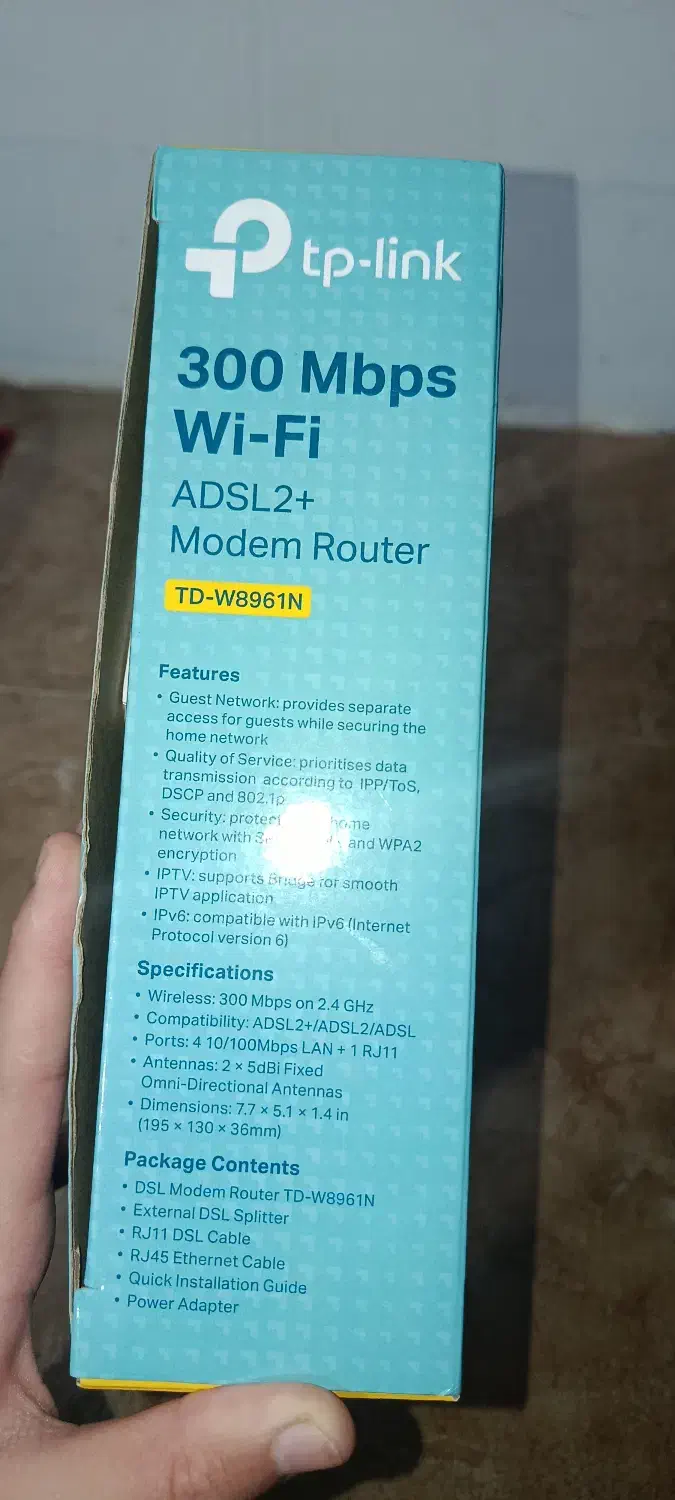 tp-link
300 Mbps
Wi-Fi
ADSL2+
Modem Router
TD-W8961N
Features
• Guest Network: provides separate
access for guests while securing the
home network
• Quality of Service: prioritises data
transmission according to IPP/ToS,
DSCP and 802.1p
• Security: home
network with and WPA2
encryption
• IPTV: supports Bridge for smooth
IPTV application
• IPv6: compatible with IPv6 (Internet
Protocol version 6)
Specifications
• Wireless: 300 Mbps on 2.4 GHz
• Compatibility: ADSL2+/ADSL2/ADSL
• Ports: 4 10/100Mbps LAN + 1 RJ11
• Antennas: 2 × 5dBi Fixed
Omni-Directional Antennas
• Dimensions: 7.7 × 5.1 × 1.4 in
(195 × 130 × 36mm)
Package Contents
• DSL Modem Router TD-W8961N
• External DSL Splitter
• RJ11 DSL Cable
• RJ45 Ethernet Cable
• Quick Installation Guide
• Power Adapter